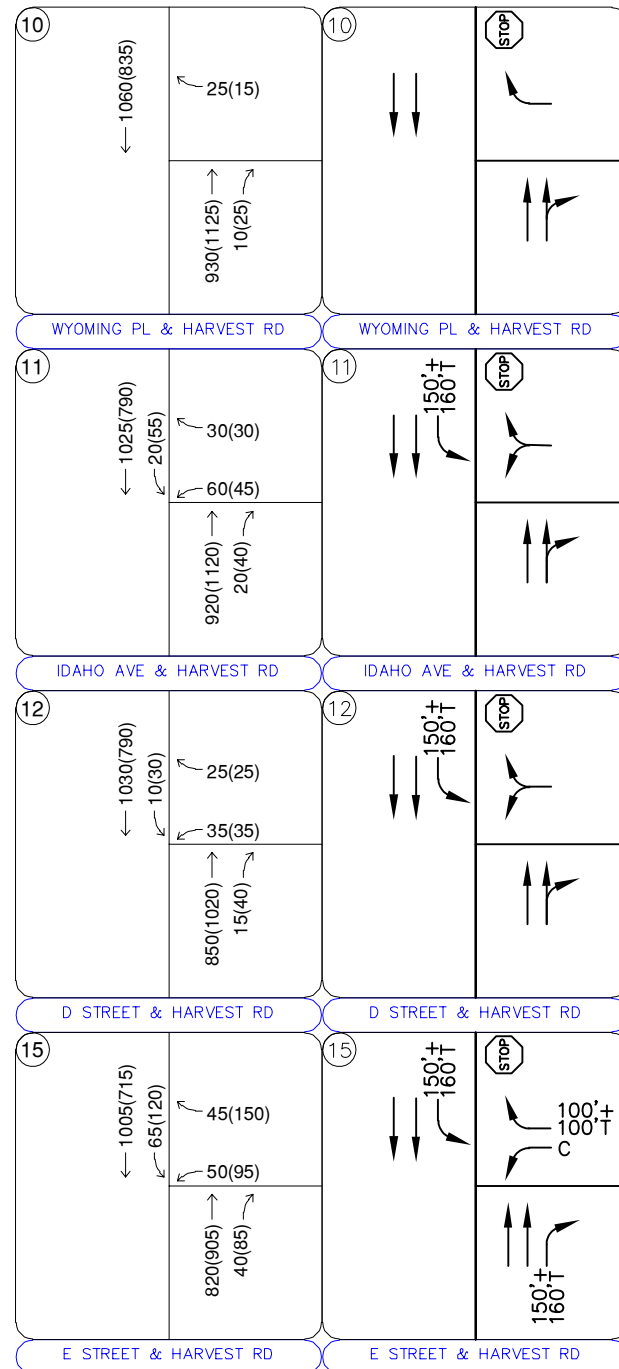 10
← 1060(835)
25(15)
930(1125) →
10(25)
WYOMING PL & HARVEST RD
10
STOP
WYOMING PL & HARVEST RD
11
← 1025(790)
20(55)
30(30)
60(45)
920(1120) →
20(40)
IDAHO AVE & HARVEST RD
11
150'+
160'T
STOP
IDAHO AVE & HARVEST RD
12
← 1030(790)
10(30)
25(25)
35(35)
850(1020) →
15(40)
D STREET & HARVEST RD
12
150'+
160'T
STOP
D STREET & HARVEST RD
15
← 1005(715)
65(120)
45(150)
50(95)
820(905) →
40(85)
E STREET & HARVEST RD
15
150'+
160'T
STOP
100'+
100'T
C
150'+
160'T
E STREET & HARVEST RD